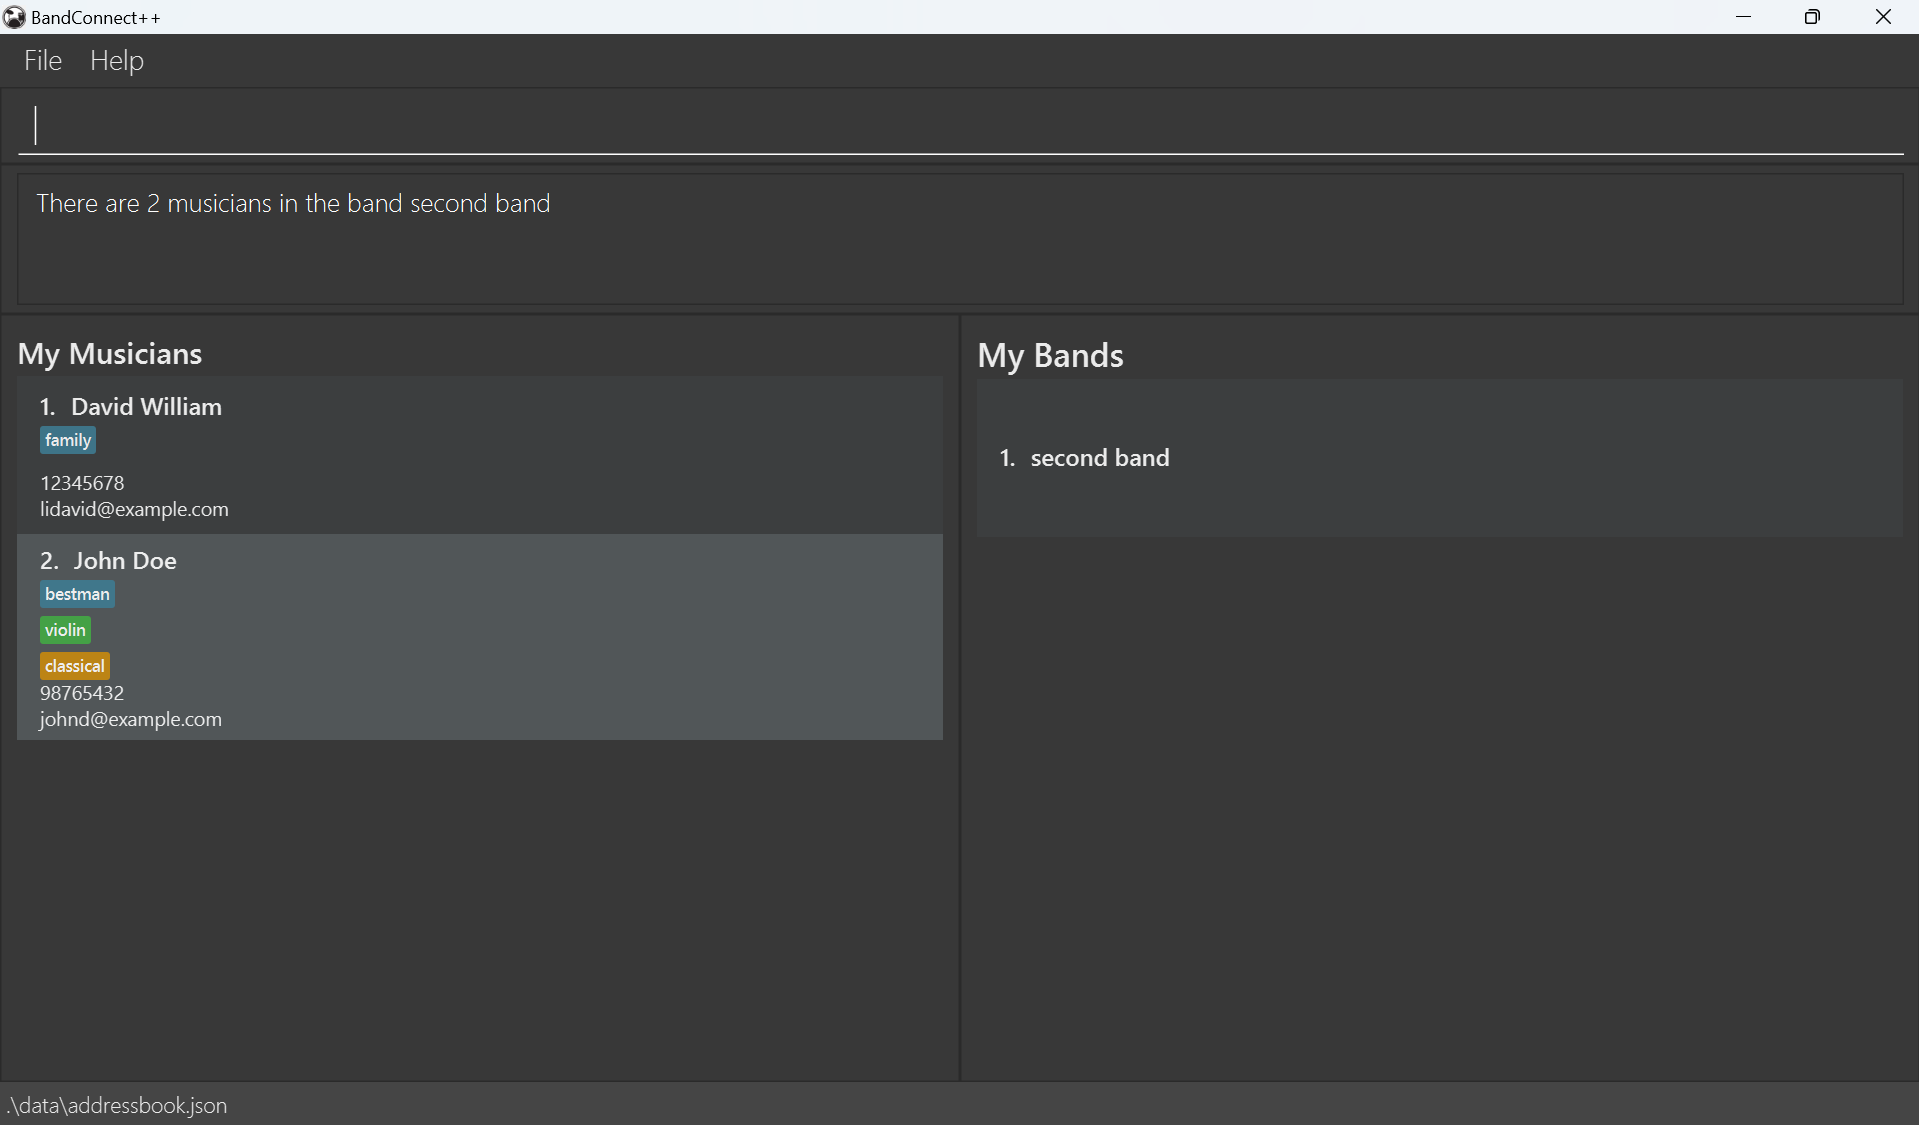 BandConnect++
File Help
There are 2 musicians in the band second band
My Musicians
1. David William
family
12345678
lidavid@example.com
2. John Doe
bestman
violin
classical
98765432
johnd@example.com
My Bands
1. second band
.\data\addressbook.json